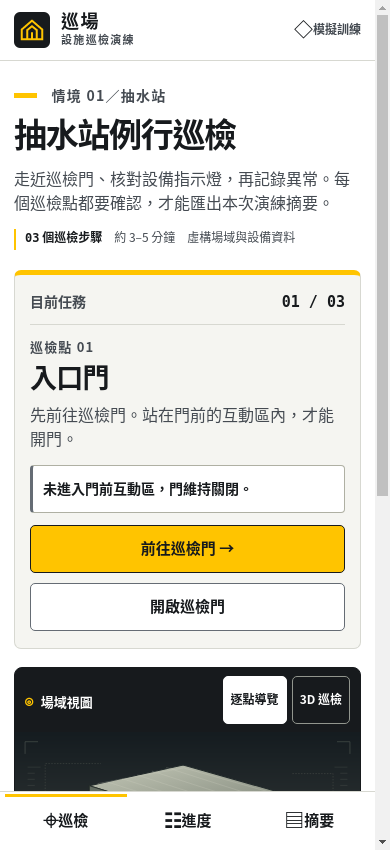 巡場
設施巡檢演練
模擬訓練
情境 01／抽水站
抽水站例行巡檢
走近巡檢門、核對設備指示燈，再記錄異常。每
個巡檢點都要確認，才能匯出本次演練摘要。
03 個巡檢步驟 約 3–5 分鐘 虛構場域與設備資料
目前任務 01 / 03
巡檢點 01
入口門
先前往巡檢門。站在門前的互動區內，才能
開門。
未進入門前互動區，門維持關閉。
前往巡檢門 →
開啟巡檢門
場域視圖
逐點導覽
3D 巡檢
巡檢
進度
摘要